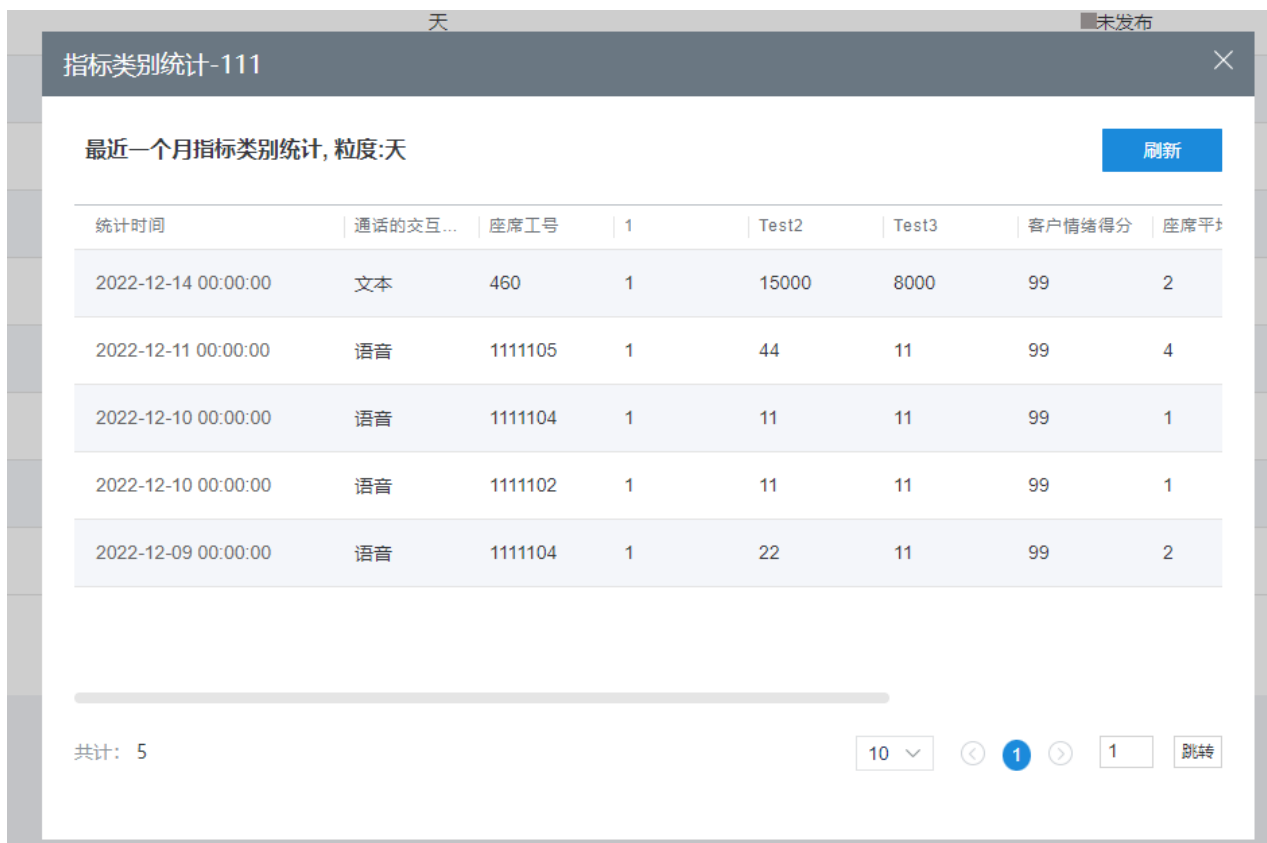 天 未发布
指标类别统计-111
最近一个月指标类别统计, 粒度:天 刷新
统计时间 通话的交互... 座席工号 1 Test2 Test3 客户情绪得分 座席平均
2022-12-14 00:00:00 文本 460 1 15000 8000 99 2
2022-12-11 00:00:00 语音 1111105 1 44 11 99 4
2022-12-10 00:00:00 语音 1111104 1 11 11 99 1
2022-12-10 00:00:00 语音 1111102 1 11 11 99 1
2022-12-09 00:00:00 语音 1111104 1 22 11 99 2
共计: 5 10 1 1 跳转